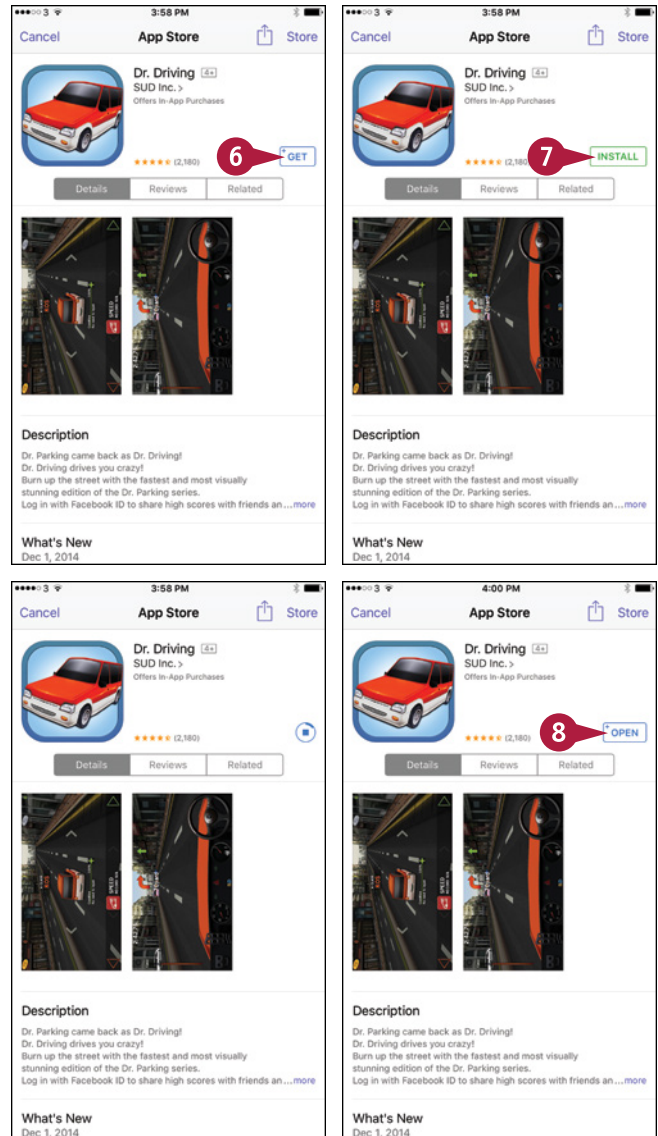 3 3:58 PM
Cancel App Store Store
Dr. Driving 4+
SUD Inc. >
Offers In-App Purchases
(2,180)
6
+GET
Details Reviews Related
SPEED
Description
Dr. Parking came back as Dr. Driving!
Dr. Driving drives you crazy!
Burn up the street with the fastest and most visually
stunning edition of the Dr. Parking series.
Log in with Facebook ID to share high scores with friends an...more
What's New
Dec 1, 2014
3 3:58 PM
Cancel App Store Store
Dr. Driving 4+
SUD Inc. >
Offers In-App Purchases
(2,180
7
INSTALL
Details Reviews Related
SPEED
Description
Dr. Parking came back as Dr. Driving!
Dr. Driving drives you crazy!
Burn up the street with the fastest and most visually
stunning edition of the Dr. Parking series.
Log in with Facebook ID to share high scores with friends an...more
What's New
Dec 1, 2014
3 3:58 PM
Cancel App Store Store
Dr. Driving 4+
SUD Inc. >
Offers In-App Purchases
(2,180)
Details Reviews Related
SPEED
Description
Dr. Parking came back as Dr. Driving!
Dr. Driving drives you crazy!
Burn up the street with the fastest and most visually
stunning edition of the Dr. Parking series.
Log in with Facebook ID to share high scores with friends an...more
What's New
Dec 1, 2014
3 4:00 PM
Cancel App Store Store
Dr. Driving 4+
SUD Inc. >
Offers In-App Purchases
(2,180)
8
+OPEN
Details Reviews Related
SPEED
Description
Dr. Parking came back as Dr. Driving!
Dr. Driving drives you crazy!
Burn up the street with the fastest and most visually
stunning edition of the Dr. Parking series.
Log in with Facebook ID to share high scores with friends an...more
What's New
Dec 1, 2014